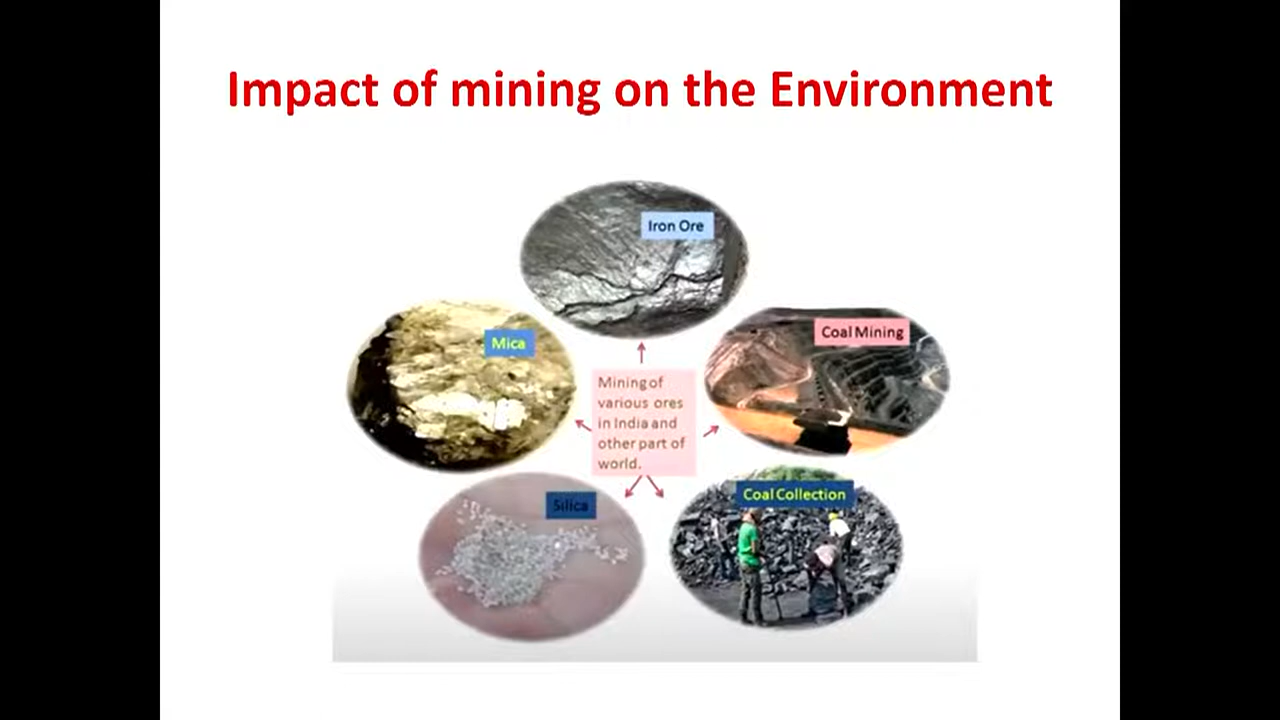 Impact of mining on the Environment
Iron Ore
Mica
Coal Mining
Mining of
various ores
in India and
other part of
world.
Silica
Coal Collection